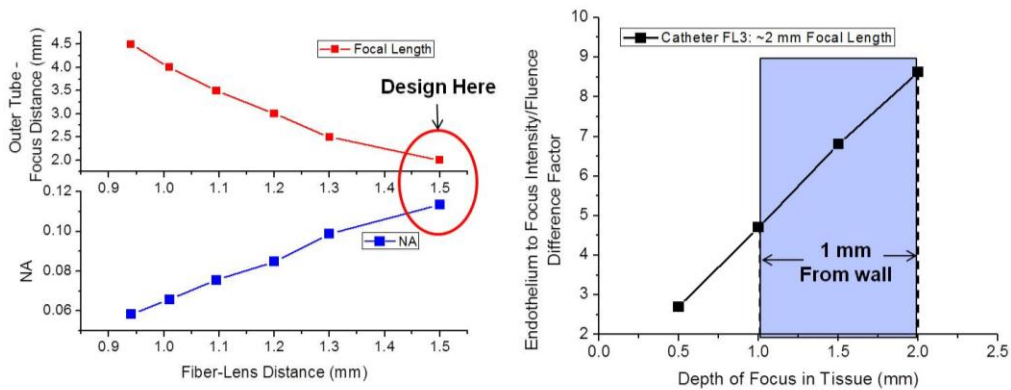 Outer Tube -
Focus Distance (mm)
4.5
4.0
3.5
3.0
2.5
2.0
Focal Length
Design Here
0.9 1.0 1.1 1.2 1.3 1.4 1.5
0.12
0.10
0.08
0.06
NA
NA
0.9 1.0 1.1 1.2 1.3 1.4 1.5
Fiber-Lens Distance (mm)
Endothelium to Focus Intensity/Fluence
Difference Factor
10
9
8
7
6
5
4
3
2
Catheter FL3: ~2 mm Focal Length
1 mm
From wall
0.0 0.5 1.0 1.5 2.0 2.5
Depth of Focus in Tissue (mm)